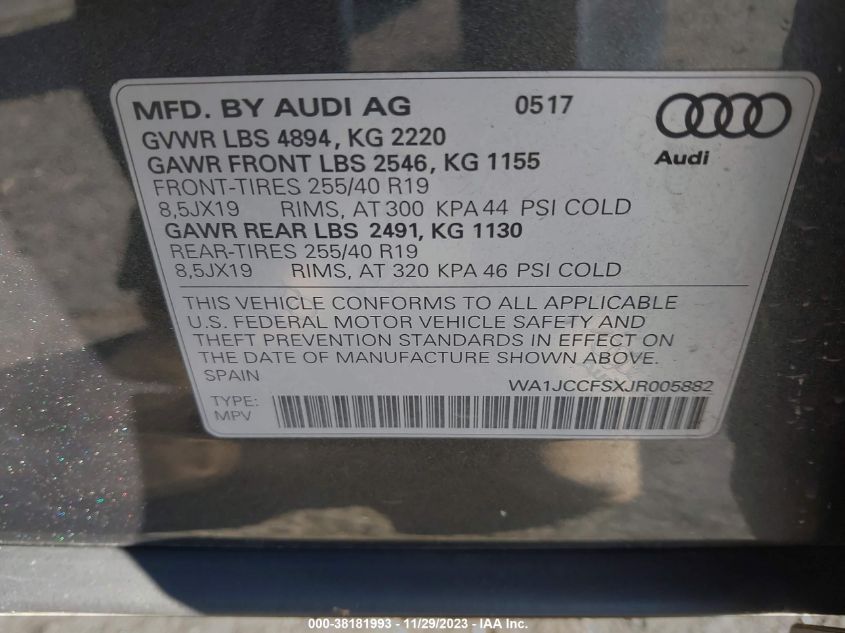 MFD. BY AUDI AG 0517
GVWR LBS 4894, KG 2220
GAWR FRONT LBS 2546, KG 1155
FRONT-TIRES 255/40 R19
8,5JX19 RIMS, AT 300 KPA 44 PSI COLD
GAWR REAR LBS 2491, KG 1130
REAR-TIRES 255/40 R19
8,5JX19 RIMS, AT 320 KPA 46 PSI COLD
Audi
THIS VEHICLE CONFORMS TO ALL APPLICABLE
U.S. FEDERAL MOTOR VEHICLE SAFETY AND
THEFT PREVENTION STANDARDS IN EFFECT ON
THE DATE OF MANUFACTURE SHOWN ABOVE.
SPAIN
WA1JCCFSXJR005882
TYPE:
MPV
000-38181993 - 11/29/2023 - IAA Inc.